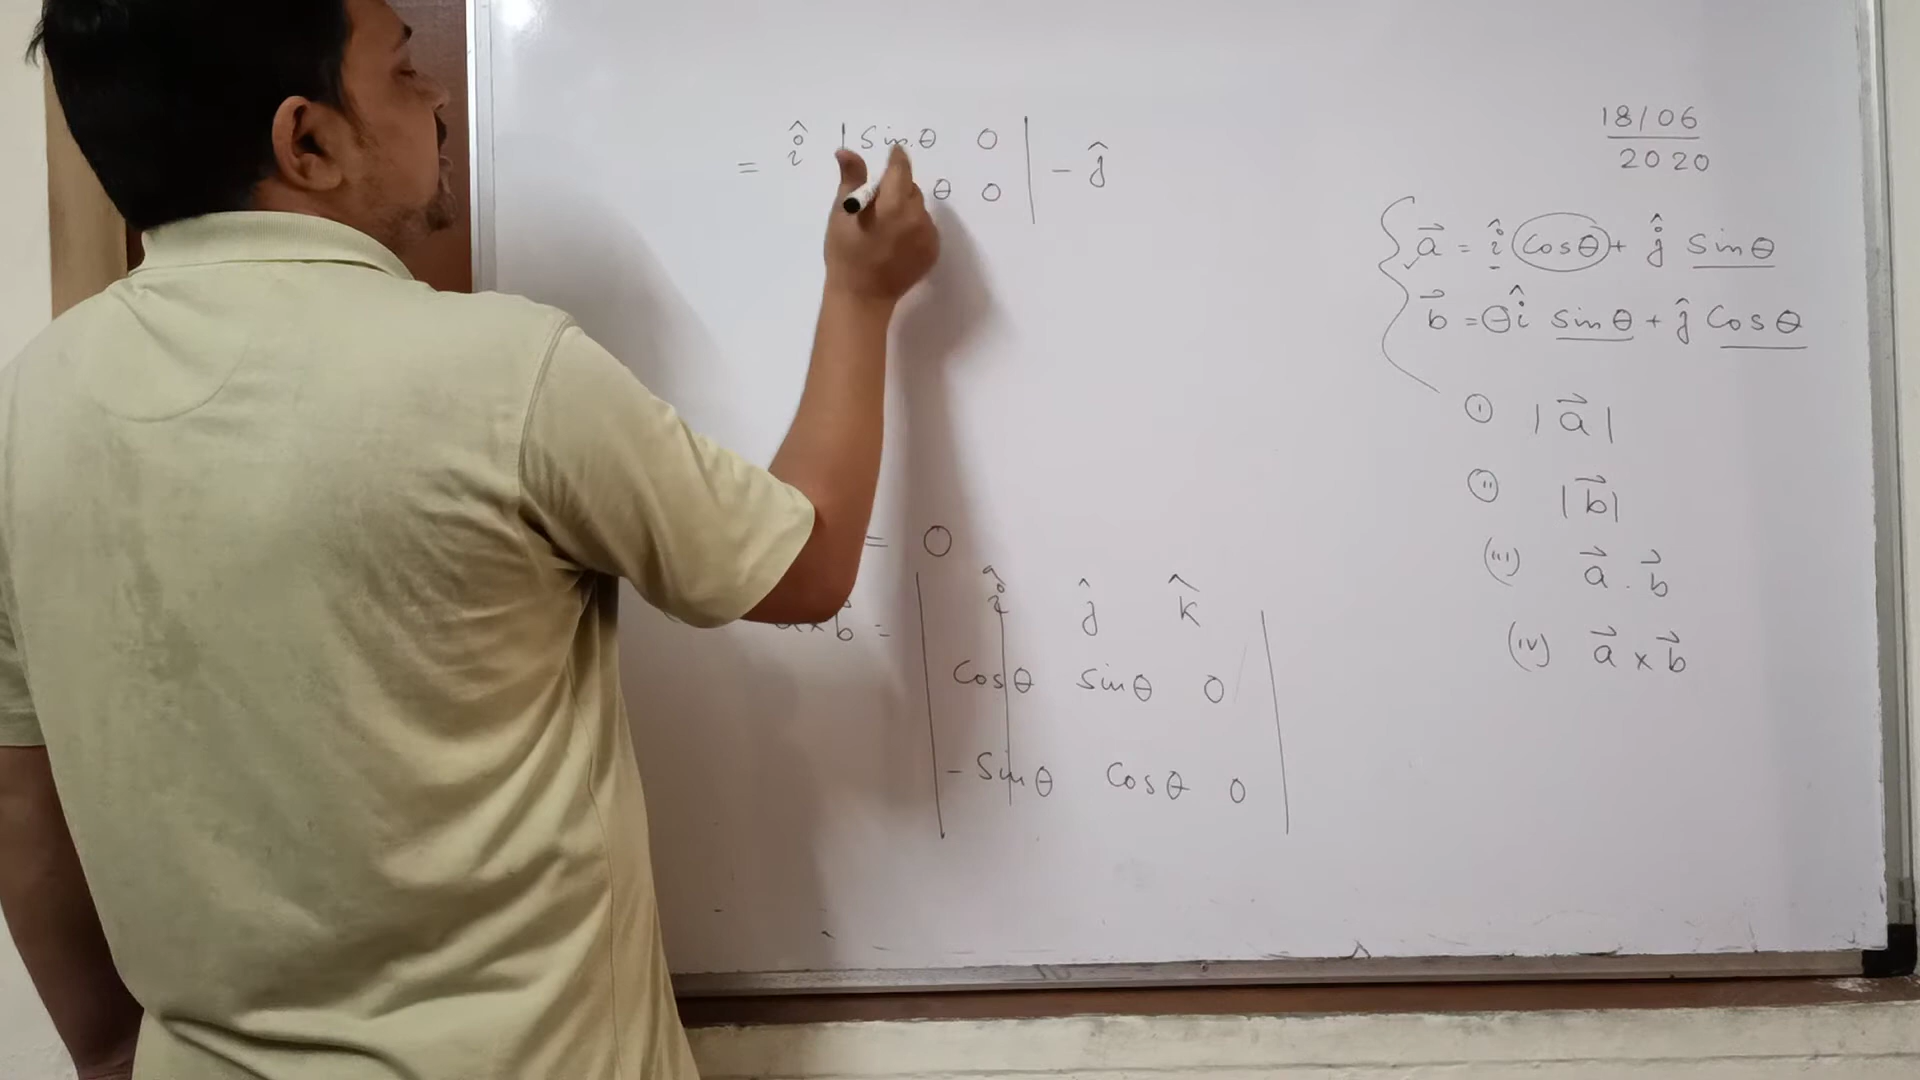 = î | sinθ 0 | - ĵ
θ 0
= 0
a⃗ × b⃗ = | î ĵ k̂ |
cosθ sinθ 0
- sinθ cosθ 0
18/06
2020
a⃗ = î cosθ + ĵ sinθ
b⃗ = ⊖ î sinθ + ĵ cosθ
(i) |a⃗|
(ii) |b⃗|
(iii) a⃗ . b⃗
(iv) a⃗ × b⃗